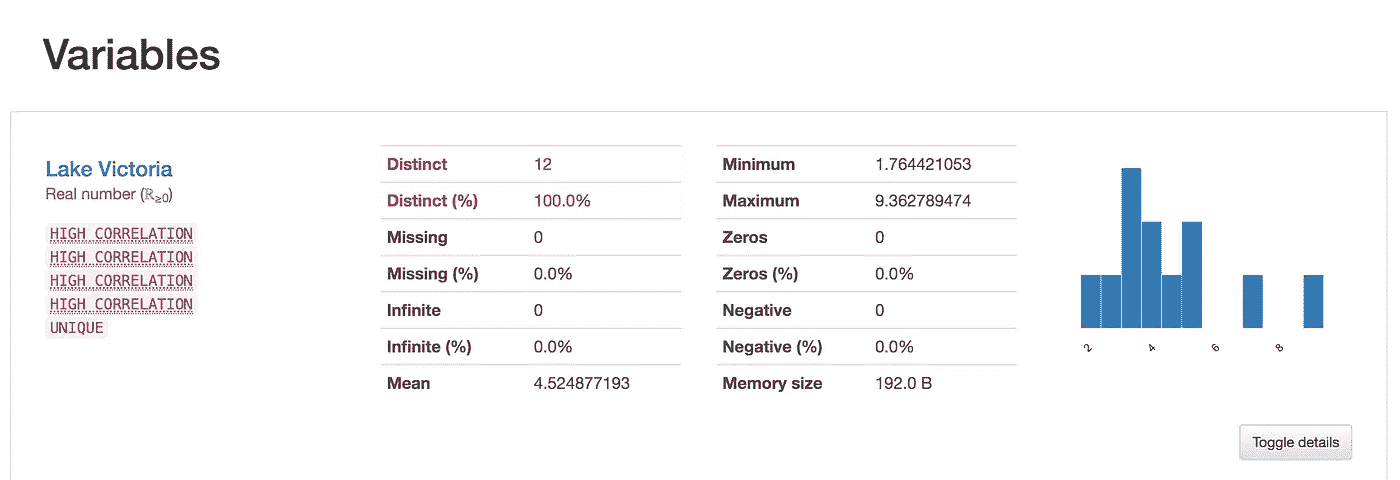 Variables
Lake Victoria
Real number (ℝ≥0)
HIGH CORRELATION
HIGH CORRELATION
HIGH CORRELATION
HIGH CORRELATION
UNIQUE
Distinct 12
Distinct (%) 100.0%
Missing 0
Missing (%) 0.0%
Infinite 0
Infinite (%) 0.0%
Mean 4.524877193
Minimum 1.764421053
Maximum 9.362789474
Zeros 0
Zeros (%) 0.0%
Negative 0
Negative (%) 0.0%
Memory size 192.0 B
2 4 6 8
Toggle details